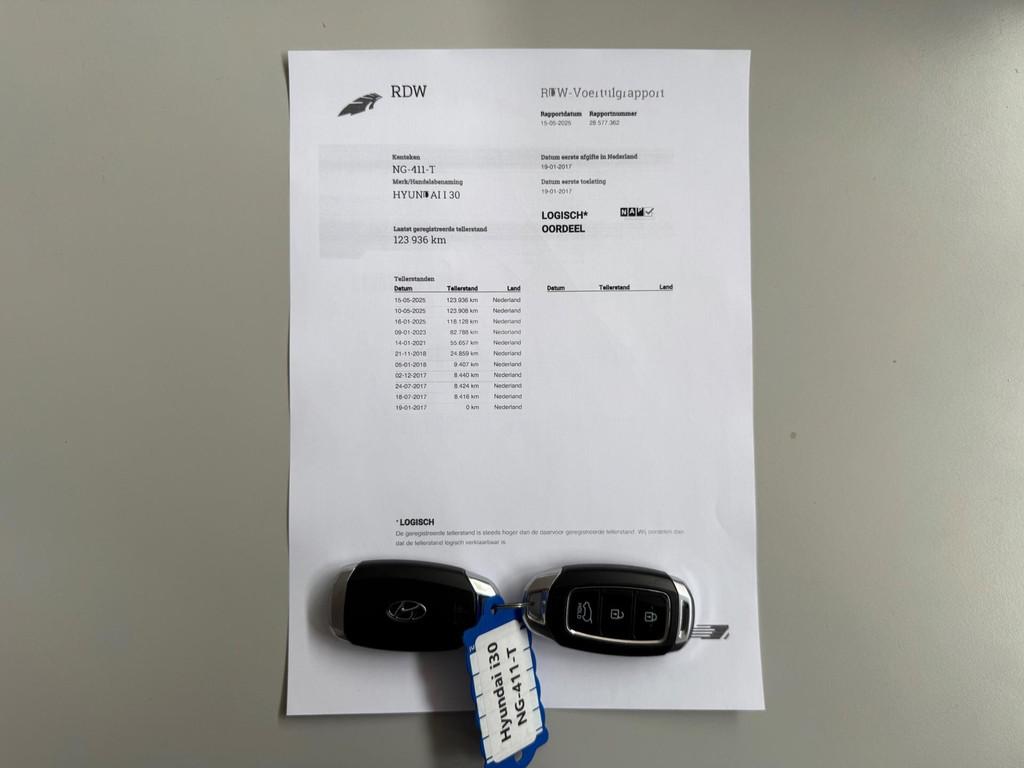 RDW
RDW-Voertuigrapport
Rapportdatum Rapportnummer
15-05-2025 28.577.362
Kenteken
NG-411-T
Merk/Handelsbenaming
HYUNDAI I 30
Datum eerste afgifte in Nederland
19-01-2017
Datum eerste toelating
19-01-2017
LOGISCH*
OORDEEL
NAP
Laatst geregistreerde tellerstand
123 936 km
Tellerstanden
Datum Tellerstand Land
15-05-2025 123.936 km Nederland
10-05-2025 123.908 km Nederland
16-01-2025 118.128 km Nederland
09-01-2023 82.788 km Nederland
14-01-2021 55.657 km Nederland
21-11-2018 24.859 km Nederland
05-01-2018 9.407 km Nederland
02-12-2017 8.440 km Nederland
24-07-2017 8.424 km Nederland
18-07-2017 8.416 km Nederland
19-01-2017 0 km Nederland
Datum Tellerstand Land
* LOGISCH
De geregistreerde tellerstand is steeds hoger dan de daarvoor geregistreerde tellerstand. Wij oordelen dan
dat de tellerstand logisch verklaarbaar is.
HOLD
Hyundai i30
NG-411-T